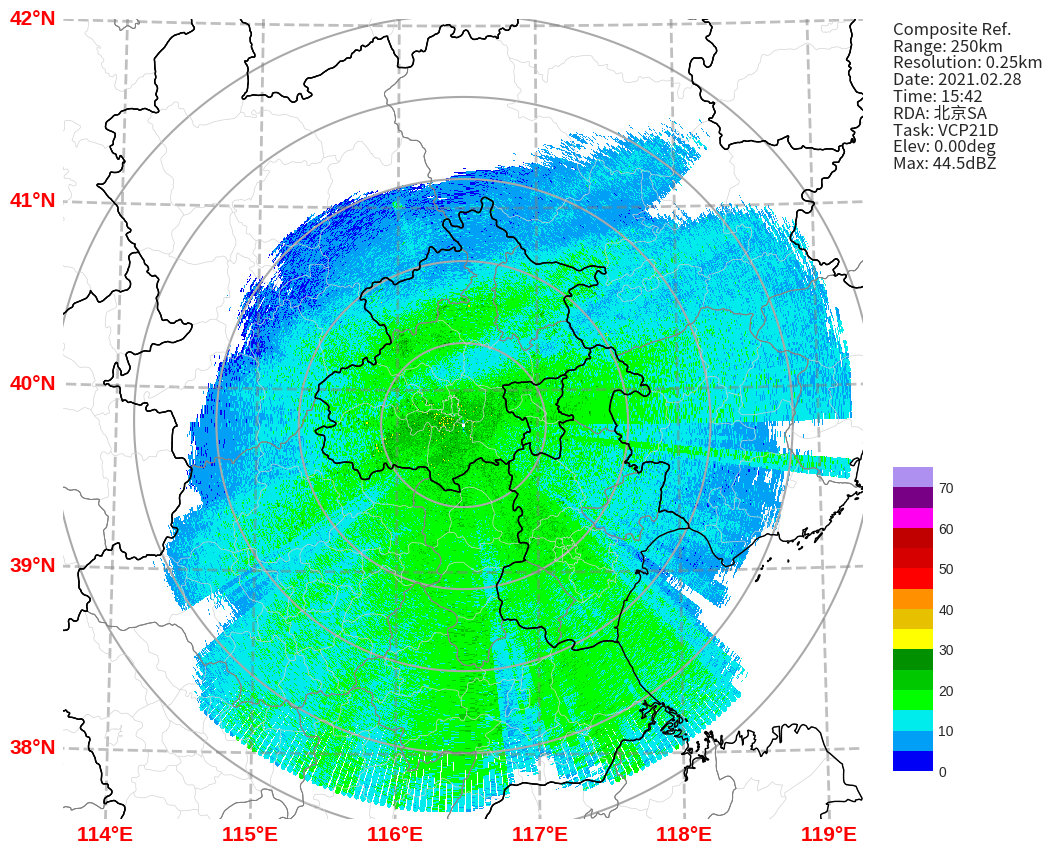 42°N
41°N
40°N
39°N
38°N
114°E
115°E
116°E
117°E
118°E
119°E
Composite Ref.
Range: 250km
Resolution: 0.25km
Date: 2021.02.28
Time: 15:42
RDA: 北京SA
Task: VCP21D
Elev: 0.00deg
Max: 44.5dBZ
70
60
50
40
30
20
10
0